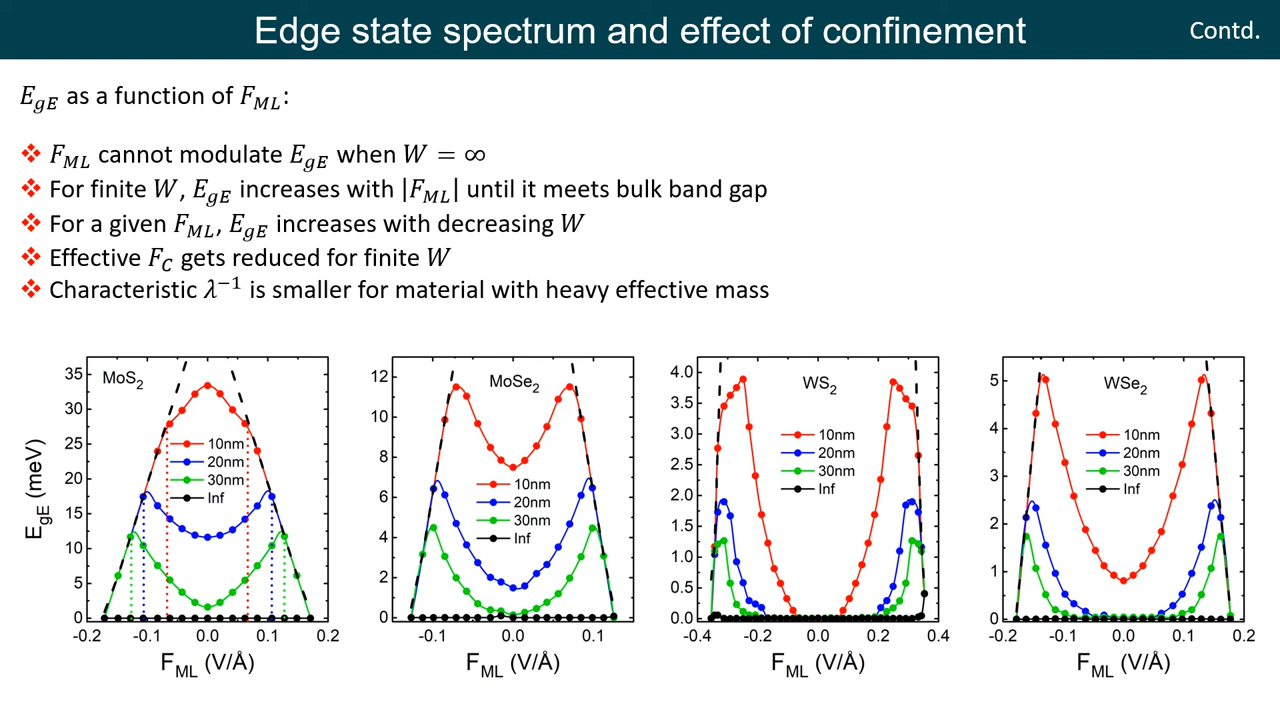 Edge state spectrum and effect of confinement
Contd.
E_gE as a function of F_ML:
❖ F_ML cannot modulate E_gE when W = ∞
❖ For finite W, E_gE increases with |F_ML| until it meets bulk band gap
❖ For a given F_ML, E_gE increases with decreasing W
❖ Effective F_C gets reduced for finite W
❖ Characteristic λ⁻¹ is smaller for material with heavy effective mass
E_gE (meV)
35
30
25
20
15
10
5
0
MoS₂
10nm
20nm
30nm
Inf
-0.2 -0.1 0.0 0.1 0.2
F_ML (V/Å)
12
10
8
6
4
2
0
MoSe₂
10nm
20nm
30nm
Inf
-0.1 0.0 0.1
F_ML (V/Å)
4.0
3.5
3.0
2.5
2.0
1.5
1.0
0.5
0.0
WS₂
10nm
20nm
30nm
Inf
-0.4 -0.2 0.0 0.2 0.4
F_ML (V/Å)
5
4
3
2
1
0
WSe₂
10nm
20nm
30nm
Inf
-0.2 -0.1 0.0 0.1 0.2
F_ML (V/Å)